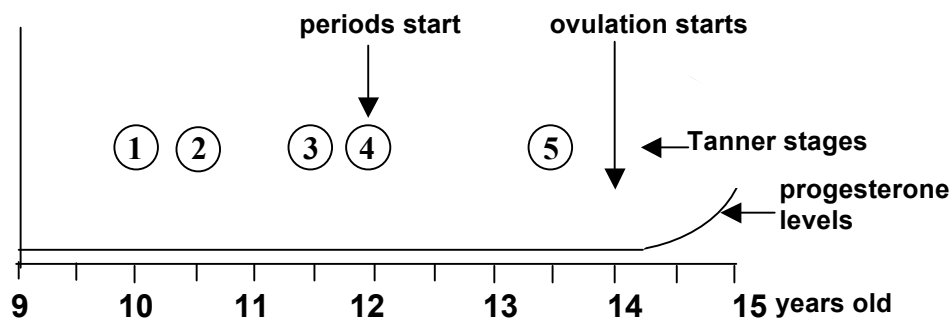 periods start
ovulation starts
1 2 3 4 5
Tanner stages
progesterone
levels
9 10 11 12 13 14 15 years old